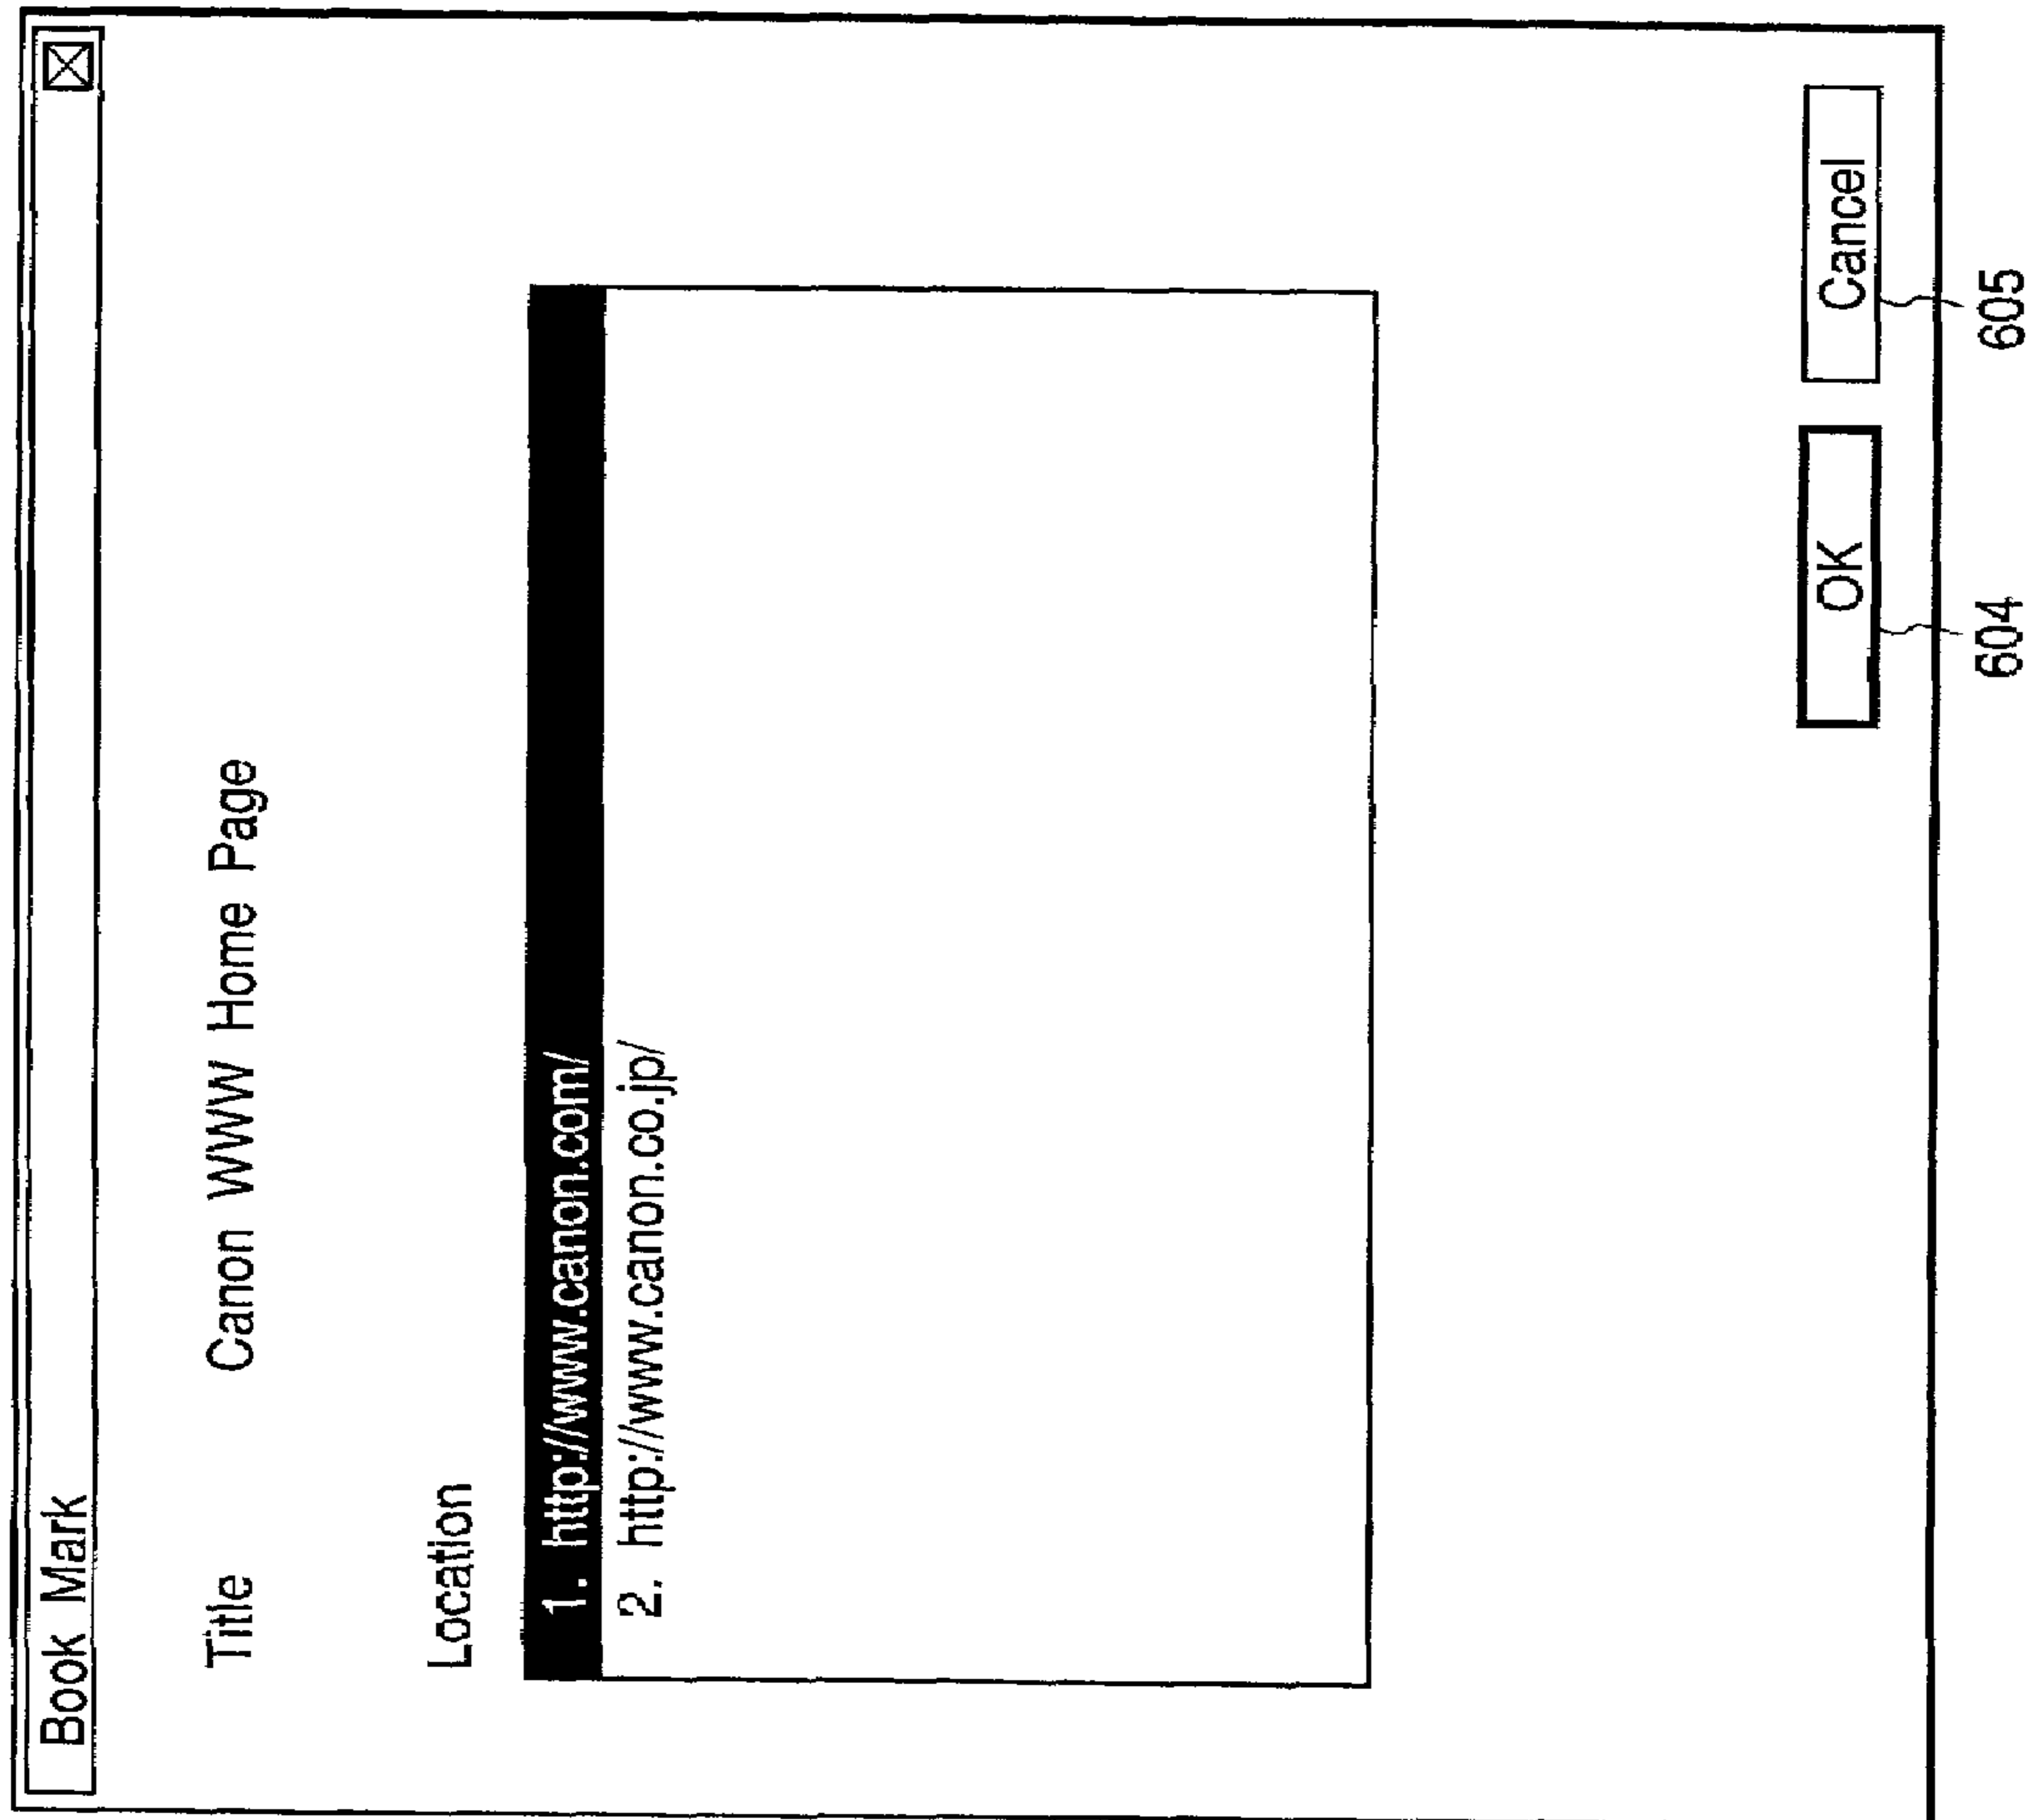 Book Mark
Title Canon WWW Home Page
Location
1. http://www.canon.com/
2. http://www.canon.co.jp/
OK Cancel
604 605